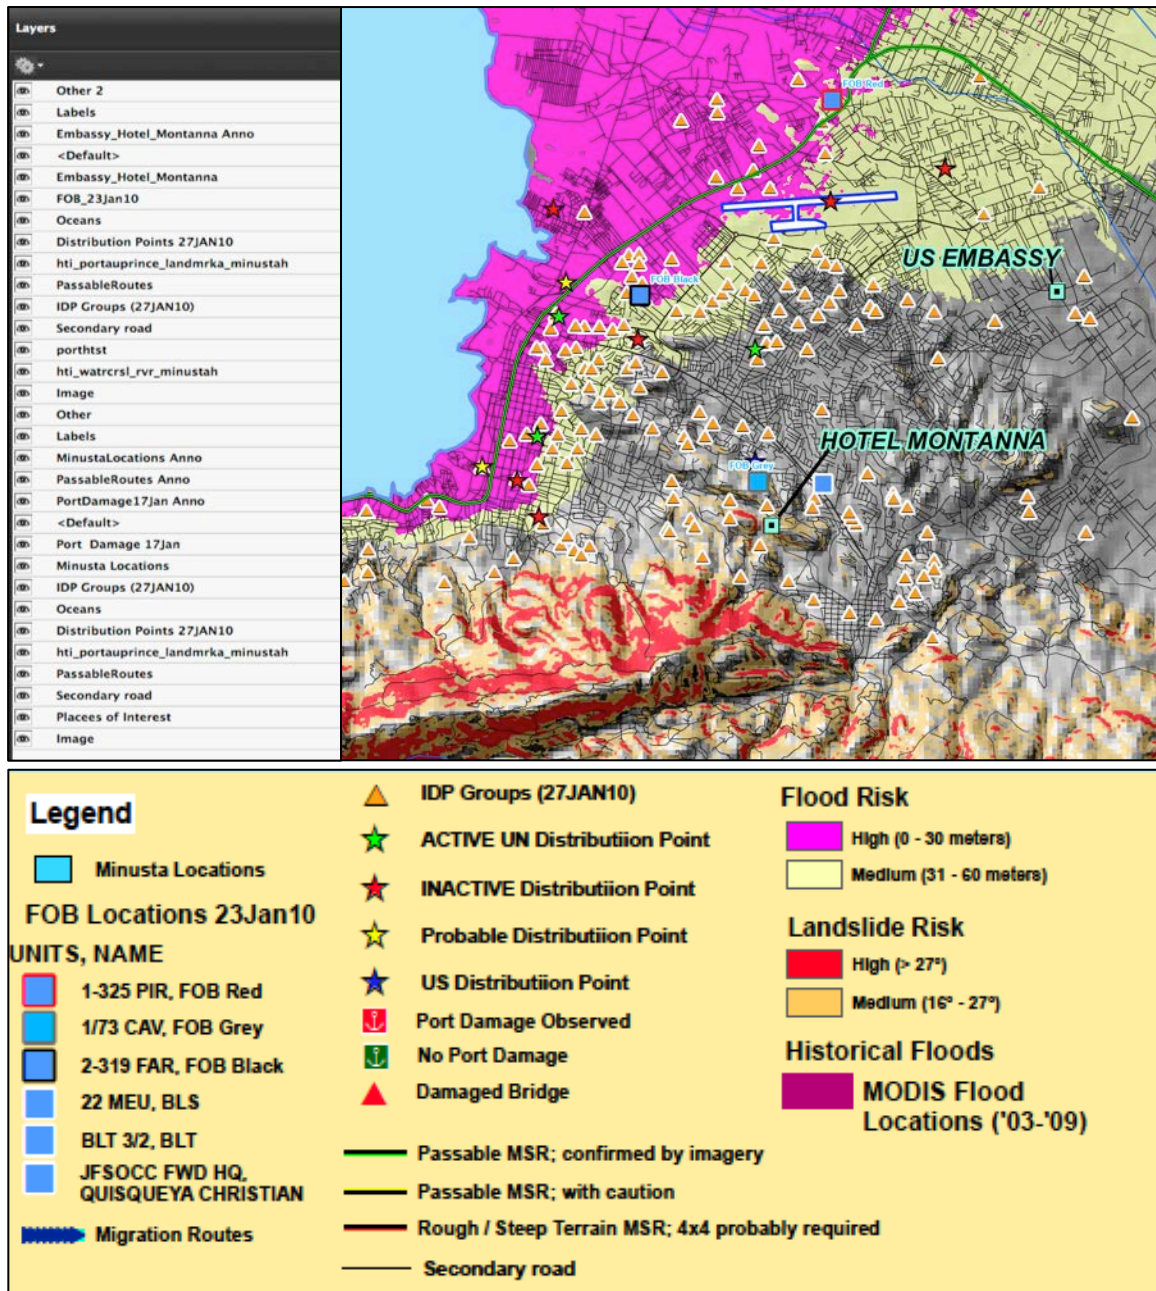 Layers
Other 2
Labels
Embassy_Hotel_Montanna Anno
<Default>
Embassy_Hotel_Montanna
FOB_23Jan10
Oceans
Distribution Points 27JAN10
hti_portauprince_landmrka_minustah
PassableRoutes
IDP Groups (27JAN10)
Secondary road
porthtst
hti_watrcrsl_rvr_minustah
Image
Other
Labels
MinustaLocations Anno
PassableRoutes Anno
PortDamage17Jan Anno
<Default>
Port Damage 17Jan
Minusta Locations
IDP Groups (27JAN10)
Oceans
Distribution Points 27JAN10
hti_portauprince_landmrka_minustah
PassableRoutes
Secondary road
Placees of Interest
Image
FOB Red
US EMBASSY
FOB Black
HOTEL MONTANNA
FOB Grey
Legend
Minusta Locations
FOB Locations 23Jan10
UNITS, NAME
1-325 PIR, FOB Red
1/73 CAV, FOB Grey
2-319 FAR, FOB Black
22 MEU, BLS
BLT 3/2, BLT
JFSOCC FWD HQ,
QUISQUEYA CHRISTIAN
Migration Routes
IDP Groups (27JAN10)
ACTIVE UN Distributiion Point
INACTIVE Distributiion Point
Probable Distributiion Point
US Distributiion Point
Port Damage Observed
No Port Damage
Damaged Bridge
Passable MSR; confirmed by imagery
Passable MSR; with caution
Rough / Steep Terrain MSR; 4x4 probably required
Secondary road
Flood Risk
High (0 - 30 meters)
Medium (31 - 60 meters)
Landslide Risk
High (> 27º)
Medium (16º - 27º)
Historical Floods
MODIS Flood
Locations ('03-'09)